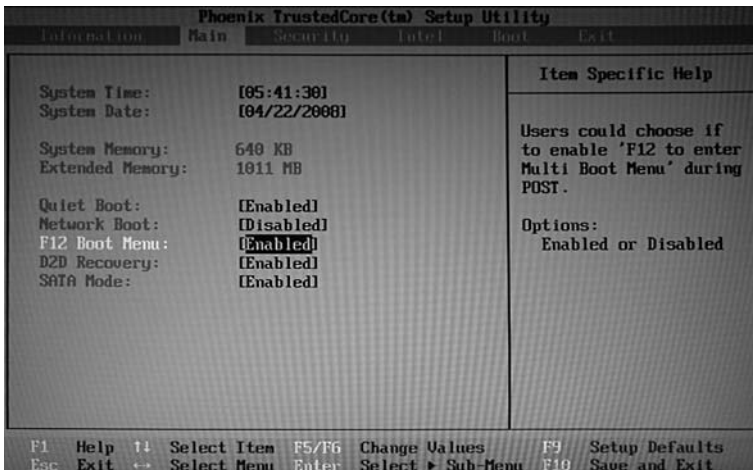 Phoenix TrustedCore(tm) Setup Utility
Information Main Security Intel Boot Exit
Item Specific Help
System Time: [05:41:30]
System Date: [04/22/2008]
System Memory: 640 KB
Extended Memory: 1011 MB
Quiet Boot: [Enabled]
Network Boot: [Disabled]
F12 Boot Menu: [Enabled]
D2D Recovery: [Enabled]
SATA Mode: [Enabled]
Users could choose if
to enable 'F12 to enter
Multi Boot Menu' during
POST.
Options:
Enabled or Disabled
F1 Help ↑↓ Select Item F5/F6 Change Values F9 Setup Defaults
Esc Exit ↔ Select Menu Enter Select ▶ Sub-Menu F10 Save and Exit